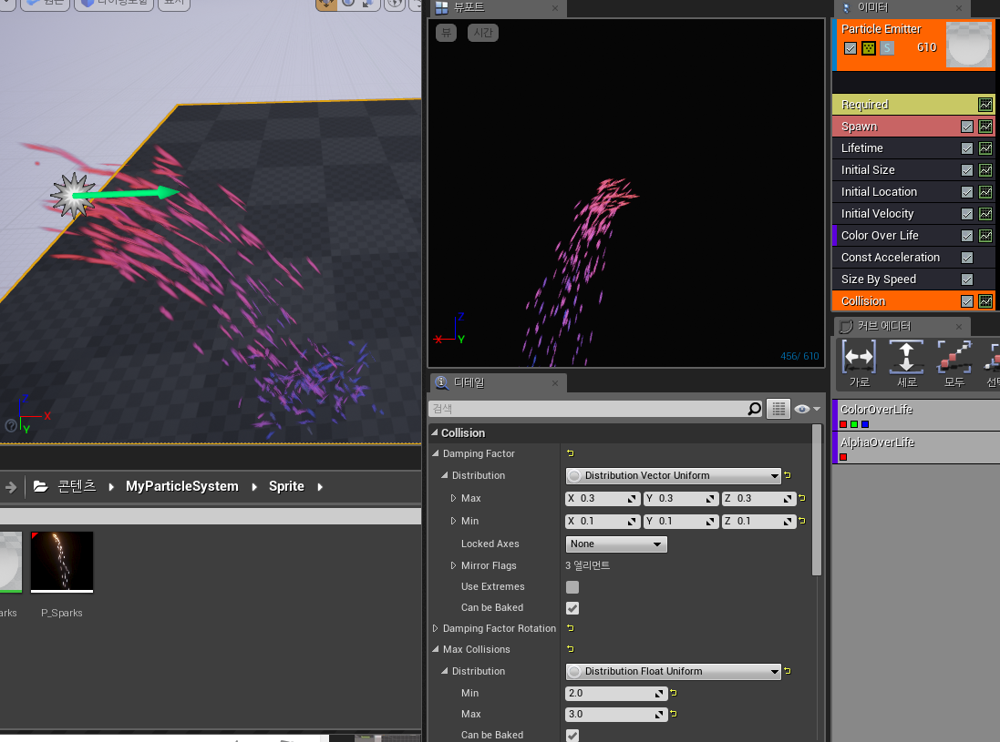 표시
뷰포트
뷰
시간
X
Z
Y
456/ 610
이미터
Particle Emitter
S
610
Required
Spawn
Lifetime
Initial Size
Initial Location
Initial Velocity
Color Over Life
Const Acceleration
Size By Speed
Collision
커브 에디터
가로
세로
모두
ColorOverLife
AlphaOverLife
Z
X
Y
콘텐츠
MyParticleSystem
Sprite
arks
P_Sparks
디테일
검색
Collision
Damping Factor
Distribution
Distribution Vector Uniform
Max
X 0.3
Y 0.3
Z 0.3
Min
X 0.1
Y 0.1
Z 0.1
Locked Axes
None
Mirror Flags
3 엘리먼트
Use Extremes
Can be Baked
Damping Factor Rotation
Max Collisions
Distribution
Distribution Float Uniform
Min
2.0
Max
3.0
Can be Baked